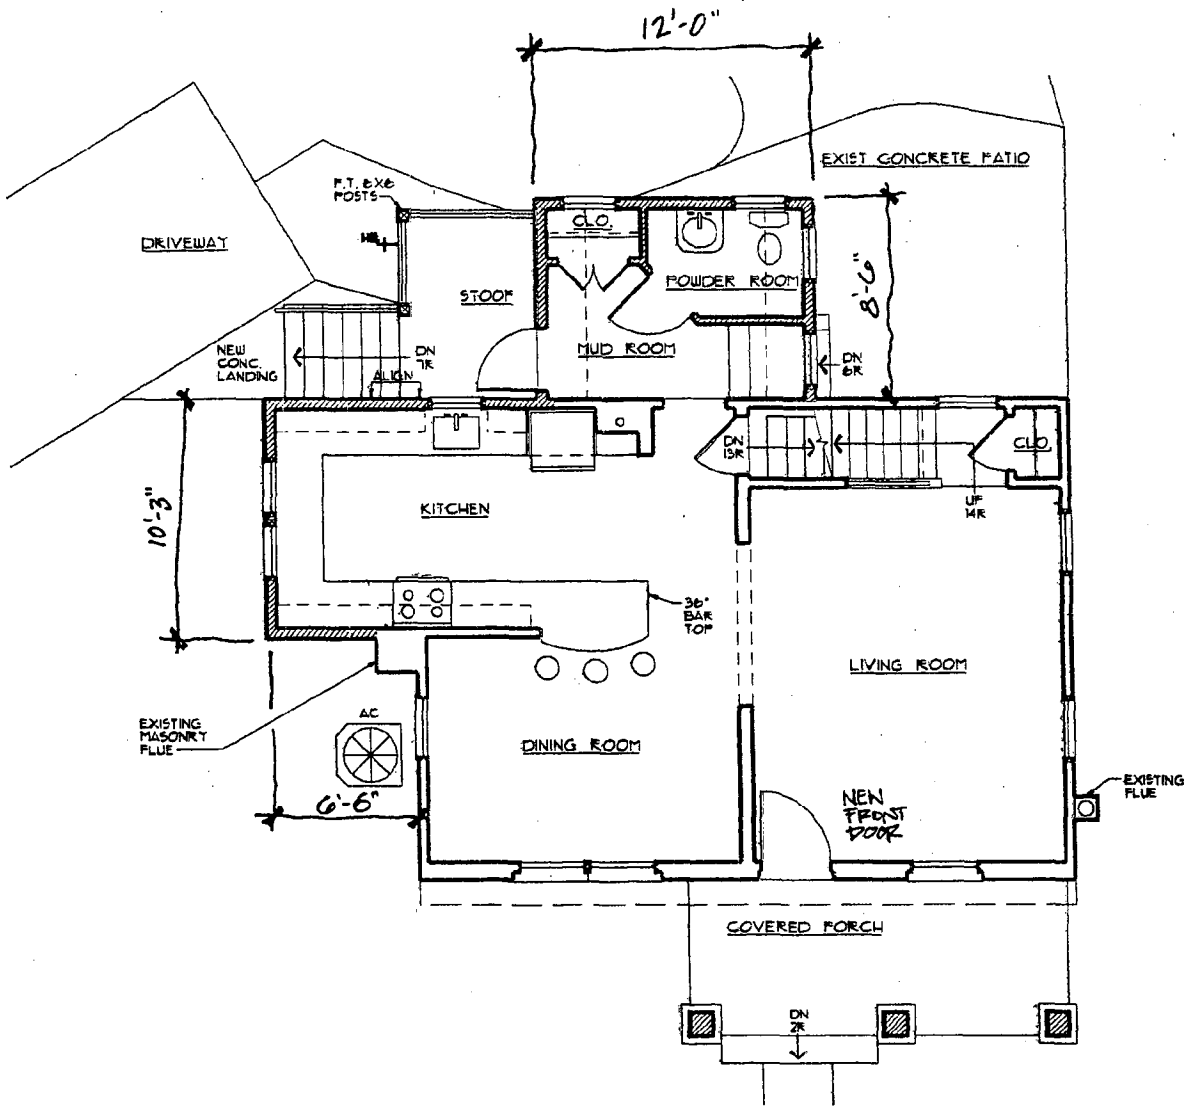 12'-0"
EXIST CONCRETE PATIO
P.T. 6X6
POSTS
CLO.
DRIVEWAY
POWDER ROOM
STOOP
8'-6"
MUD ROOM
NEW
CONC.
LANDING
DN
7R
ALIGN
DN
6R
DN
13R
CLO.
KITCHEN
UP
14R
10'-3"
36"
BAR
TOP
LIVING ROOM
AC
EXISTING
MASONRY
FLUE
DINING ROOM
EXISTING
FLUE
6'-6"
NEW
FRONT
DOOR
COVERED PORCH
DN
2R